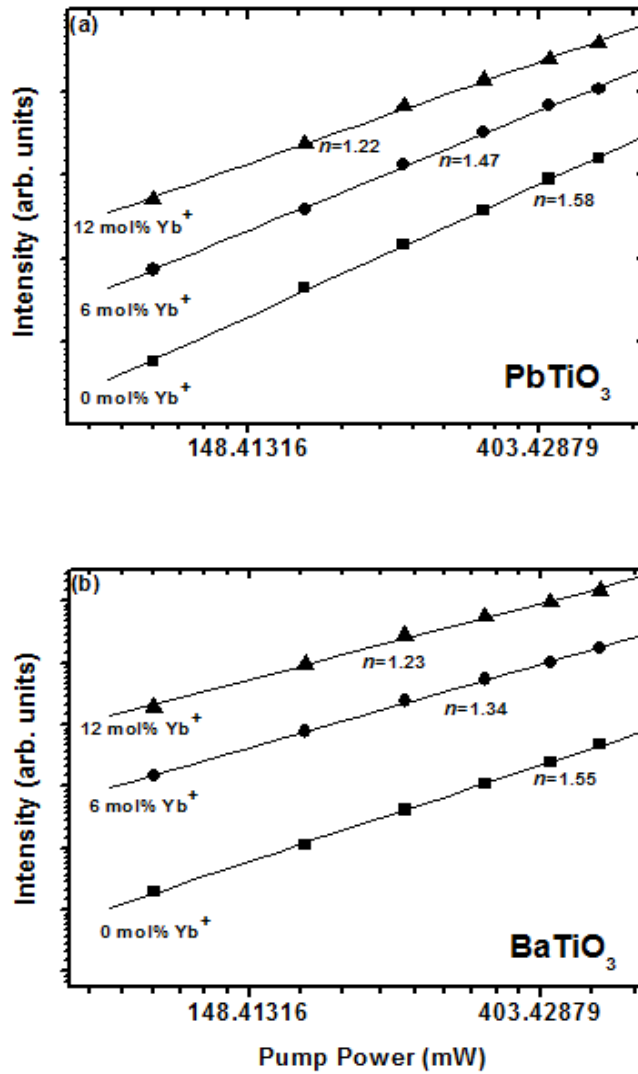 (a)
Intensity (arb. units)
n=1.22
n=1.47
n=1.58
12 mol% Yb+
6 mol% Yb+
0 mol% Yb+
PbTiO3
148.41316 403.42879
(b)
Intensity (arb. units)
n=1.23
n=1.34
n=1.55
12 mol% Yb+
6 mol% Yb+
0 mol% Yb+
BaTiO3
148.41316 403.42879
Pump Power (mW)